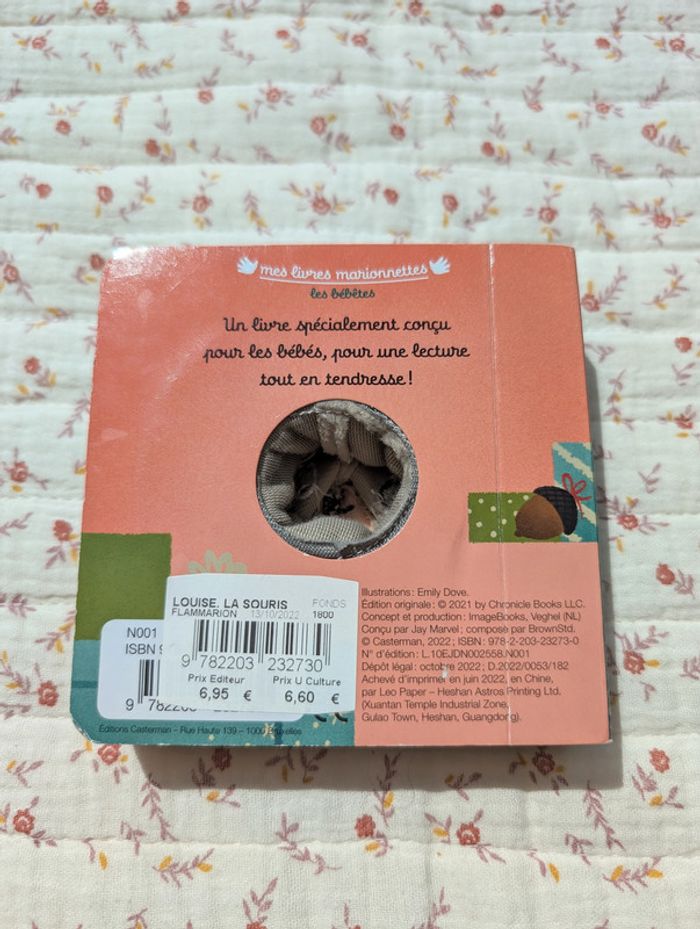 mes livres marionnettes
les bébêtes
Un livre spécialement conçu
pour les bébés, pour une lecture
tout en tendresse !
LOUISE. LA SOURIS FONDS
FLAMMARION 13/10/2022 1800
9 782203 232730
Prix Editeur Prix U Culture
6,95 € 6,60 €
N001
ISBN 9
9
Éditions Casterman – Rue Haute 139 – 1000 Bruxelles
Illustrations : Emily Dove.
Édition originale : © 2021 by Chronicle Books LLC.
Concept et production : ImageBooks, Veghel (NL)
Conçu par Jay Marvel ; composé par BrownStd.
© Casterman, 2022 ; ISBN : 978-2-203-23273-0
N° d'édition : L.10EJDN002558.N001
Dépôt légal : octobre 2022 ; D.2022/0053/182
Achevé d'imprimer en juin 2022, en Chine,
par Leo Paper – Heshan Astros Printing Ltd.
(Xuantan Temple Industrial Zone,
Gulao Town, Heshan, Guangdong).